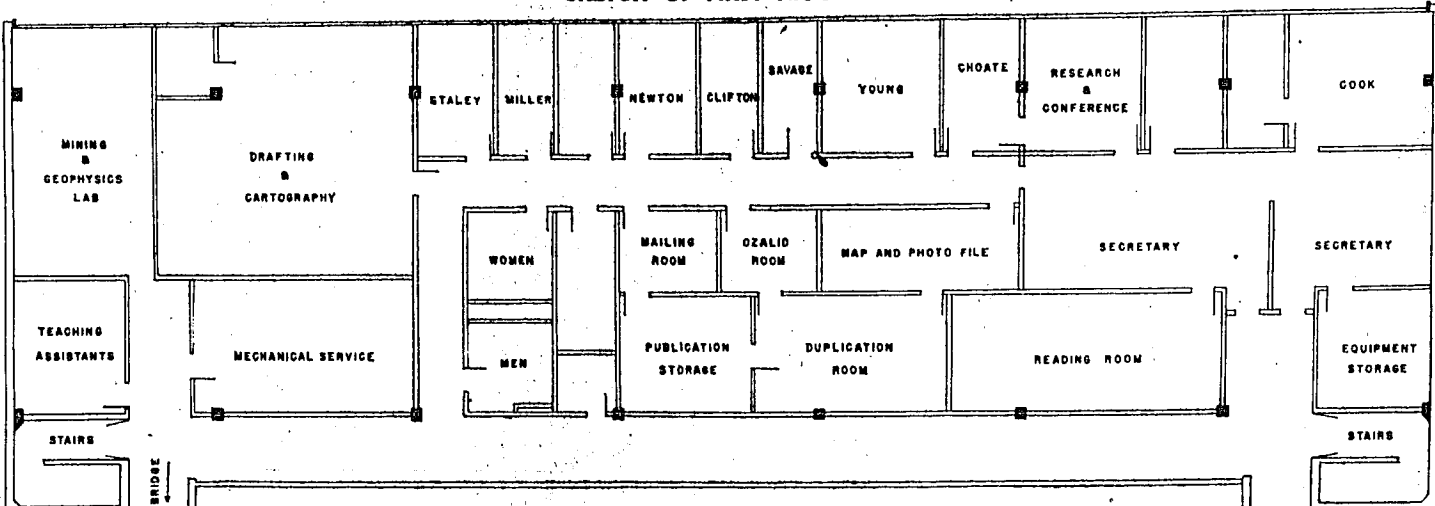 STALEY
MILLER
NEWTON
CLIFTON
SAVAGE
YOUNG
CHOATE
RESEARCH
&
CONFERENCE
COOK
MINING
&
GEOPHYSICS
LAB
DRAFTING
&
CARTOGRAPHY
WOMEN
MAILING
ROOM
OZALID
ROOM
MAP AND PHOTO FILE
SECRETARY
SECRETARY
TEACHING
ASSISTANTS
MECHANICAL SERVICE
MEN
PUBLICATION
STORAGE
DUPLICATION
ROOM
READING ROOM
EQUIPMENT
STORAGE
STAIRS
STAIRS
BRIDGE